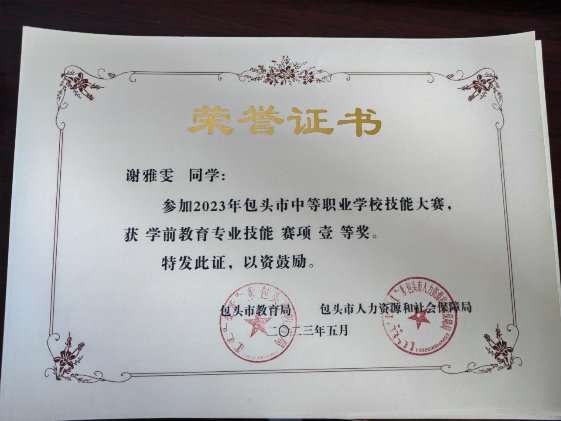 荣誉证书
谢雅雯 同学:
参加2023年包头市中等职业学校技能大赛,
获 学前教育专业技能 赛项 壹 等奖。
特发此证,以资鼓励。
包头市教育局 包头市人力资源和社会保障局
二〇二三年五月